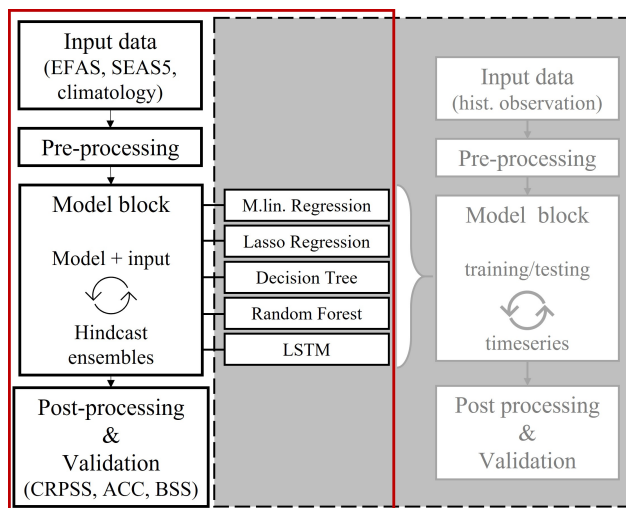 Input data
(EFAS, SEAS5,
climatology)
Pre-processing
Model block
Model + input
Hindcast
ensembles
Post-processing
&
Validation
(CRPSS, ACC, BSS)
M.lin. Regression
Lasso Regression
Decision Tree
Random Forest
LSTM
Input data
(hist. observation)
Pre-processing
Model block
training/testing
timeseries
Post processing
&
Validation